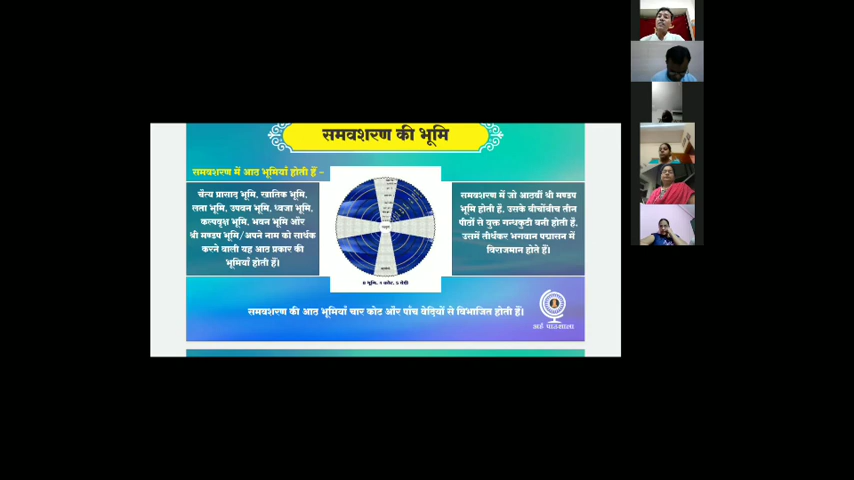 समवशरण की भूमि
समवशरण में आठ भूमियां होती हैं -
चैत्य प्रासाद भूमि, खातिक भूमि,
लता भूमि, उपवन भूमि, ध्वजा भूमि,
कल्पवृक्ष भूमि, भवन भूमि और
श्री मण्डप भूमि/अपने नाम को सार्थक
करने वाली यह आठ प्रकार की
भूमियां होती हैं।
समवशरण में जो आठवीं श्री मण्डप
भूमि होती हैं, उसके बीचोंबीच तीन
पीठों से युक्त गन्धकुटी बनी होती हैं,
उसमें तीर्थंकर भगवान पद्मासन में
विराजमान होते हैं।
8 भूमि, 4 कोट, 5 वेदी
समवशरण की आठ भूमियां चार कोट और पांच वेदियों से विभाजित होती हैं।
अर्हं पाठशाला